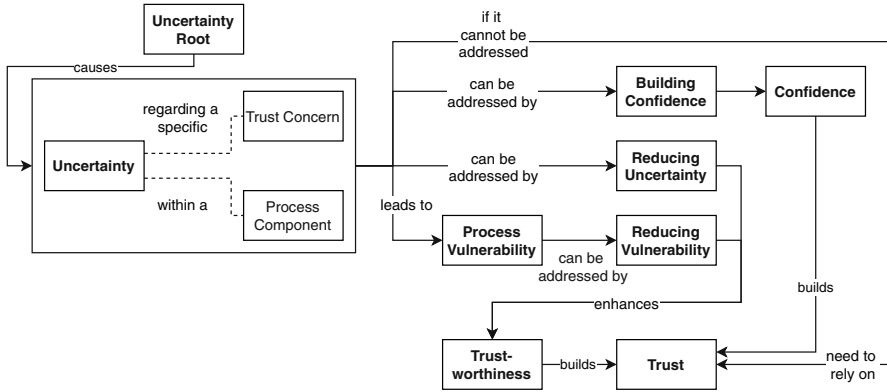 Uncertainty
Root
causes
if it
cannot be
addressed
regarding a
specific
Trust Concern
Uncertainty
within a
Process
Component
can be
addressed by
Building
Confidence
Confidence
can be
addressed by
Reducing
Uncertainty
leads to
Process
Vulnerability
can be
addressed by
Reducing
Vulnerability
enhances
builds
Trust-
worthiness
builds
Trust
need to
rely on